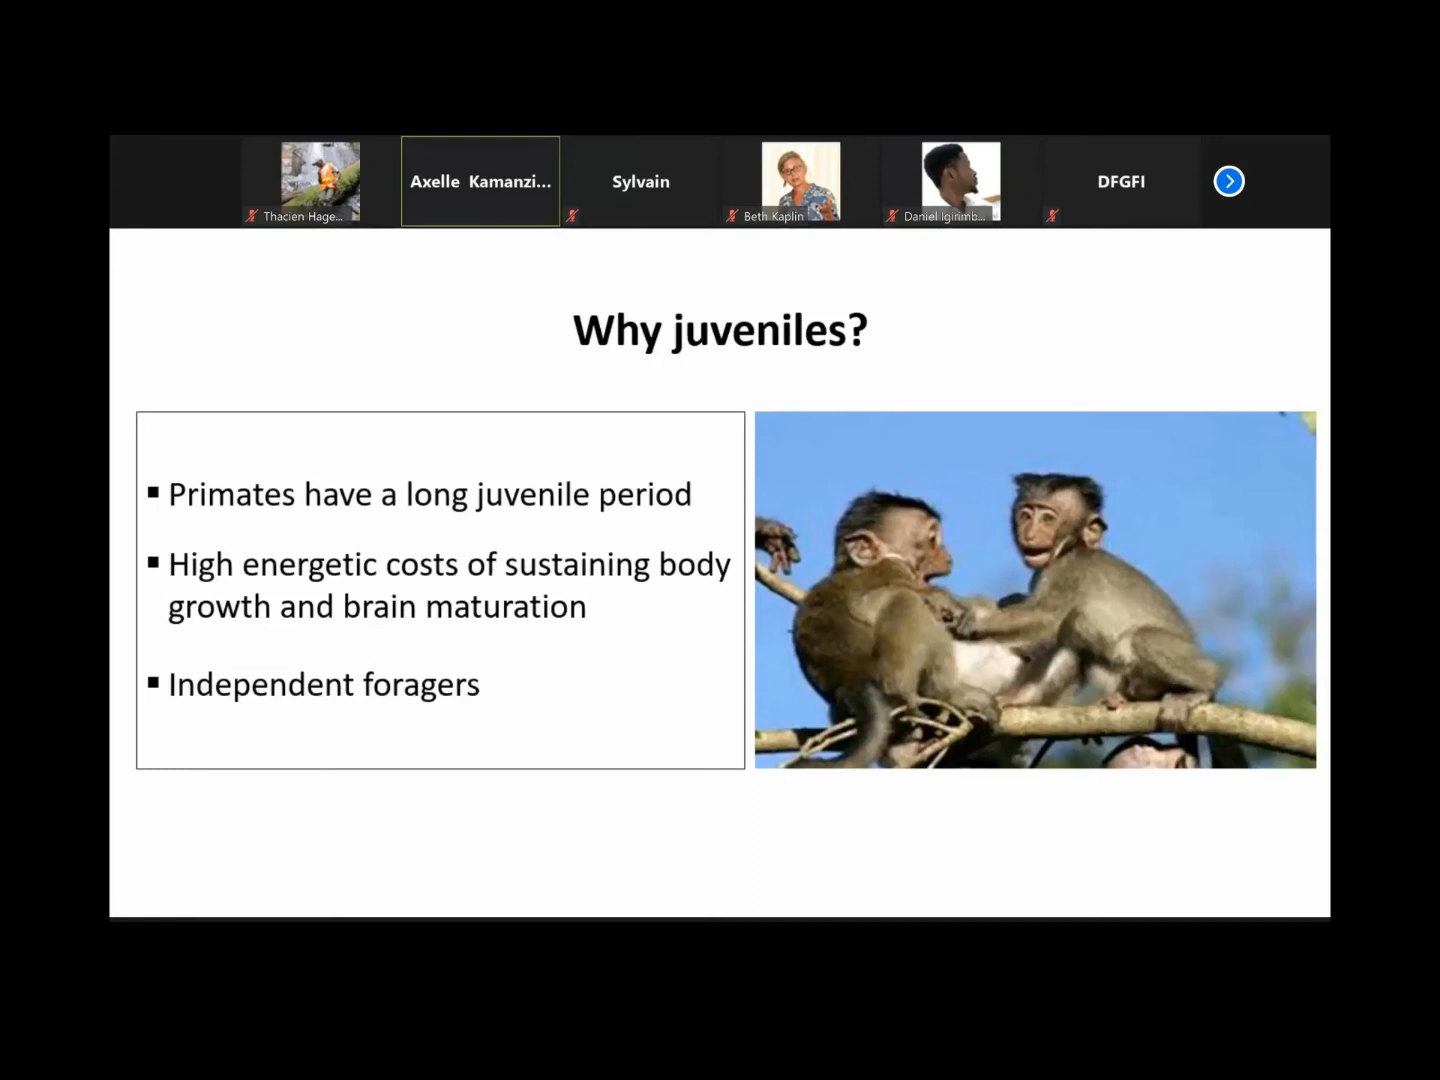 Axelle Kamanzi...
Sylvain
DFGFI
Thacien Hage...
Beth Kaplin
Daniel Igirimb...
Why juveniles?
▪ Primates have a long juvenile period
▪ High energetic costs of sustaining body
growth and brain maturation
▪ Independent foragers